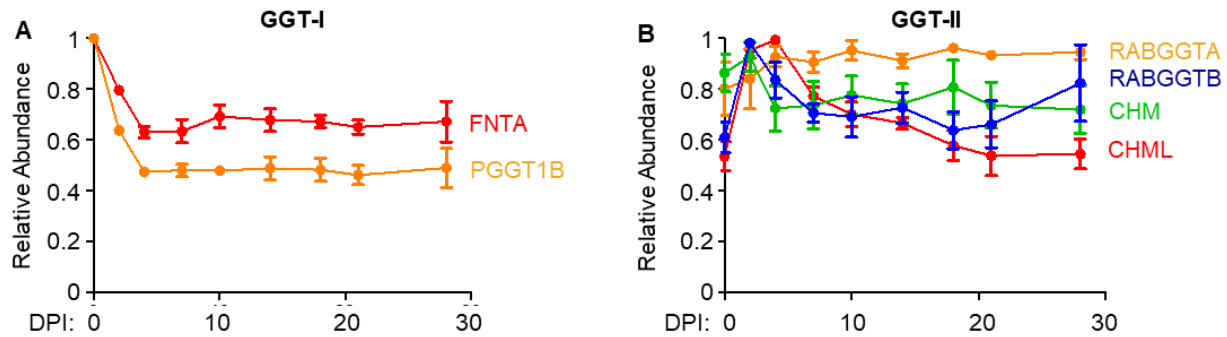 A
GGT-I
Relative Abundance
1
0.8
0.6
0.4
0.2
0
FNTA
PGGT1B
DPI: 0 10 20 30
B
GGT-II
Relative Abundance
1
0.8
0.6
0.4
0.2
0
RABGGTA
RABGGTB
CHM
CHML
DPI: 0 10 20 30